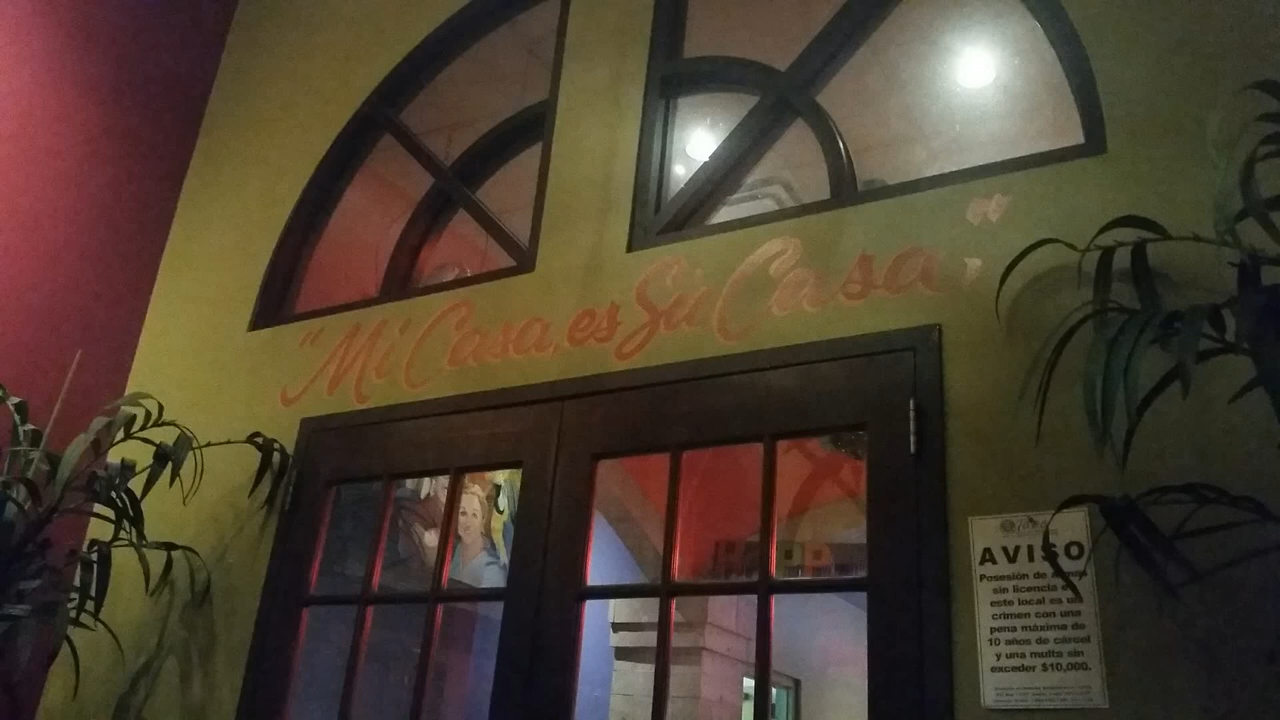 "Mi Casa, es Su Casa"
AVISO
Posesión de
sin licencia
este local es un
crimen con una
pena máxima de
10 años de cárcel
y una multa sin
exceder $10,000.